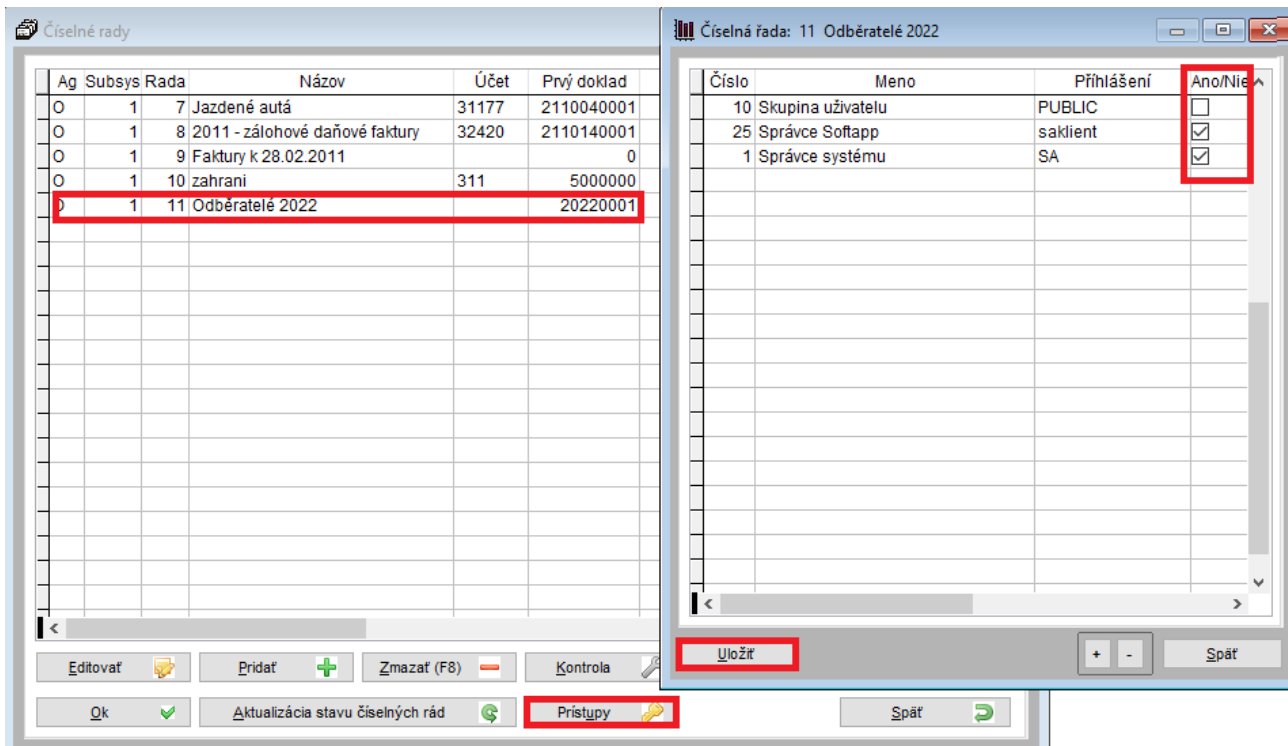 Číselné rady
Ag Subsys Rada Názov Účet Prvý doklad
O 1 7 Jazdené autá 31177 2110040001
O 1 8 2011 - zálohové daňové faktury 32420 2110140001
O 1 9 Faktury k 28.02.2011 0
O 1 10 zahrani 311 5000000
O 1 11 Odběratelé 2022 20220001
Editovať Pridať Zmazať (F8) Kontrola
Ok Aktualizácia stavu číselných rád Prístupy Späť
Číselná řada: 11 Odběratelé 2022
Číslo Meno Příhlášení Ano/Nie
10 Skupina uživatelu PUBLIC
25 Správce Softapp saklient
1 Správce systému SA
Uložiť + - Späť